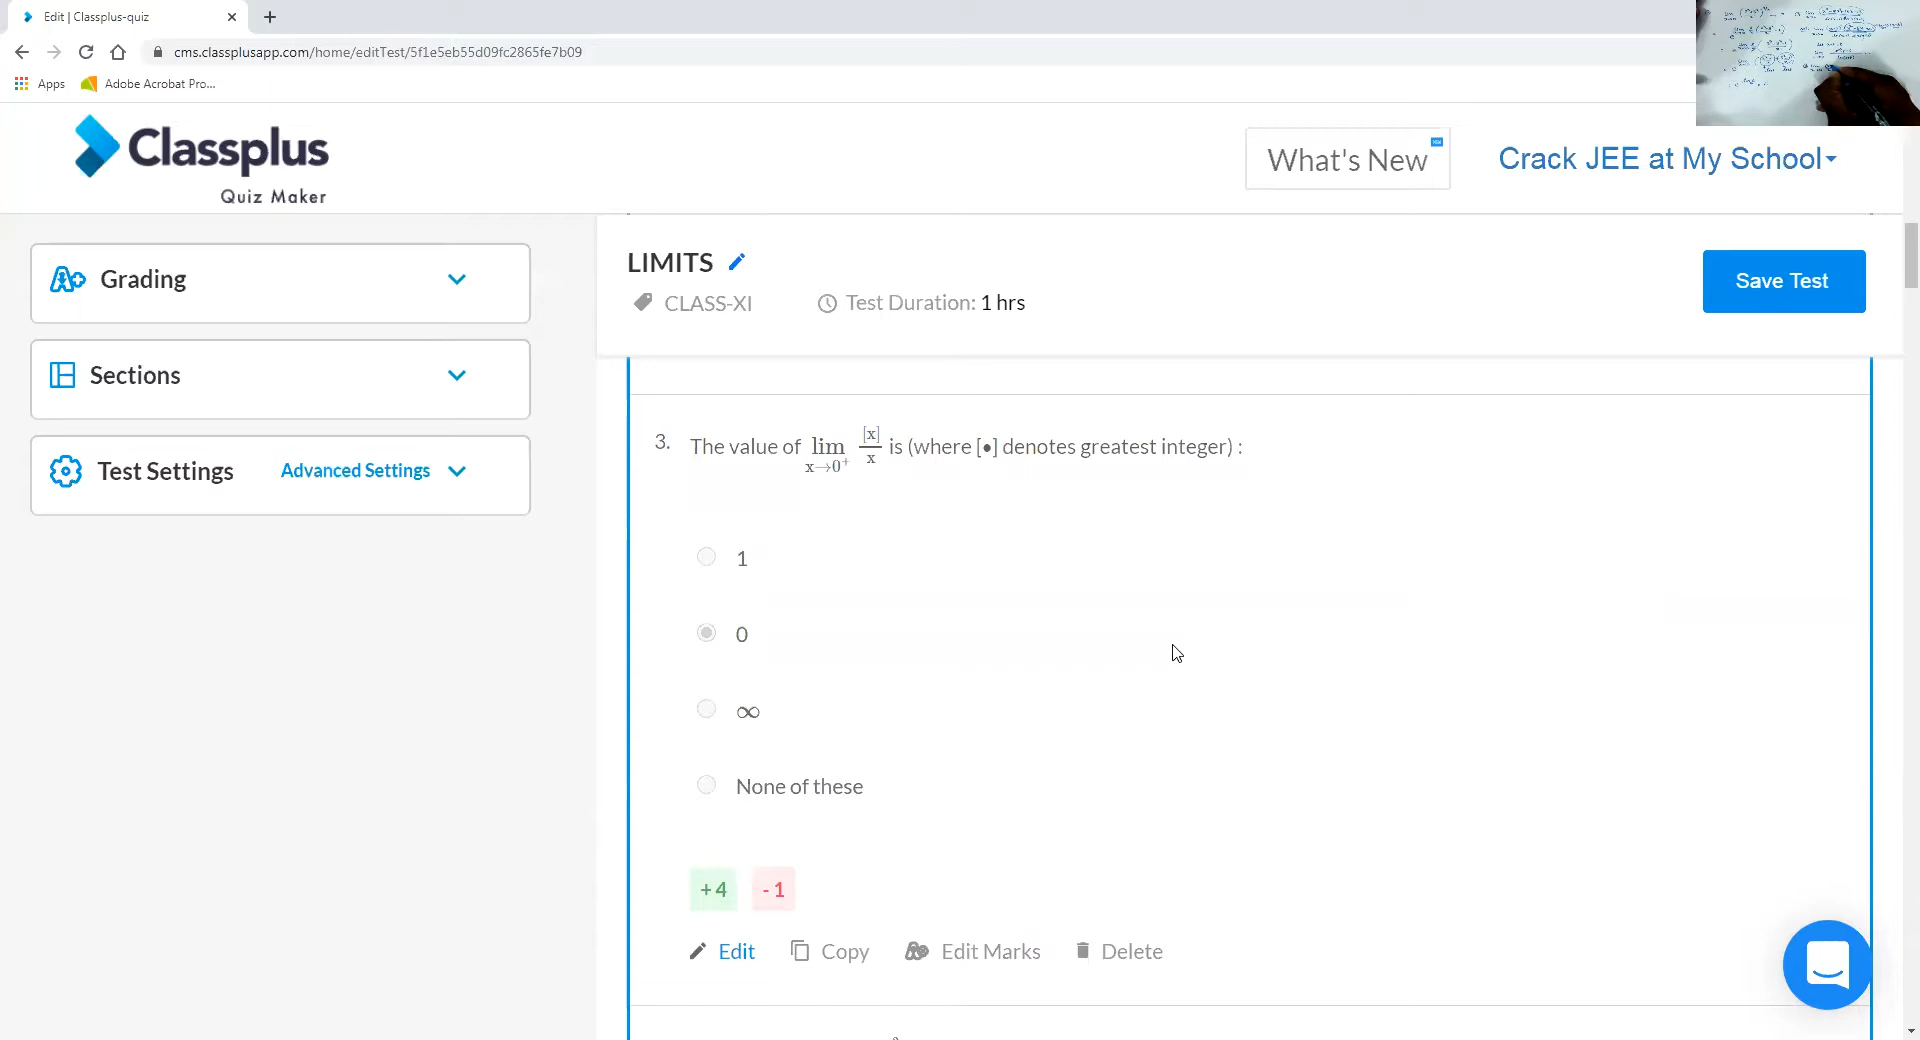 Edit | Classplus-quiz
cms.classplusapp.com/home/editTest/5f1e5eb55d09fc2865fe7b09
Apps
Adobe Acrobat Pro...
Classplus
Quiz Maker
What's New
Crack JEE at My School
Grading
Sections
Test Settings Advanced Settings
LIMITS
CLASS-XI
Test Duration: 1 hrs
Save Test
3. The value of lim x→0⁺ [x]/x is (where [•] denotes greatest integer) :
1
0
∞
None of these
+4 -1
Edit Copy Edit Marks Delete